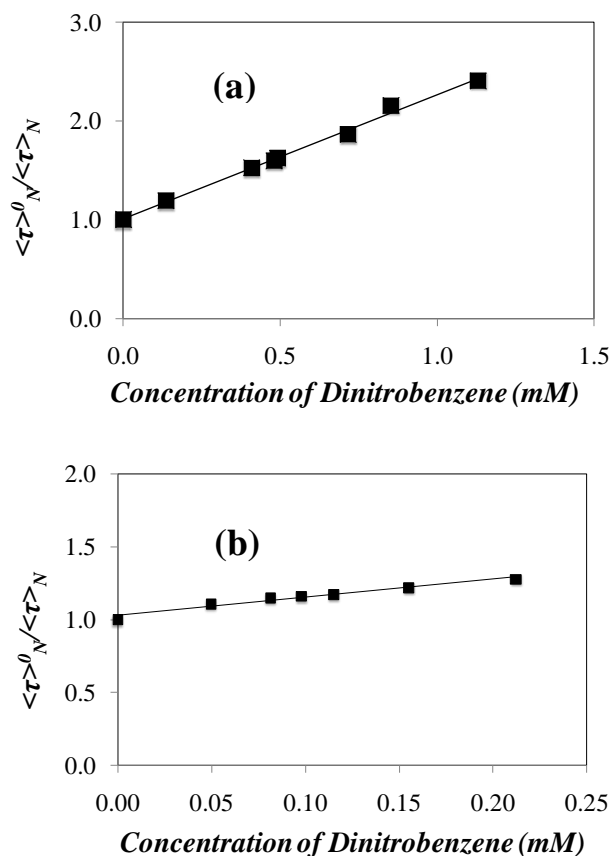 3.0
(a)
2.0
<τ>⁰N/<τ>N
1.0
0.0
0.0 0.5 1.0 1.5
Concentration of Dinitrobenzene (mM)
2.0
(b)
1.5
<τ>⁰N/<τ>N
1.0
0.5
0.0
0.00 0.05 0.10 0.15 0.20 0.25
Concentration of Dinitrobenzene (mM)